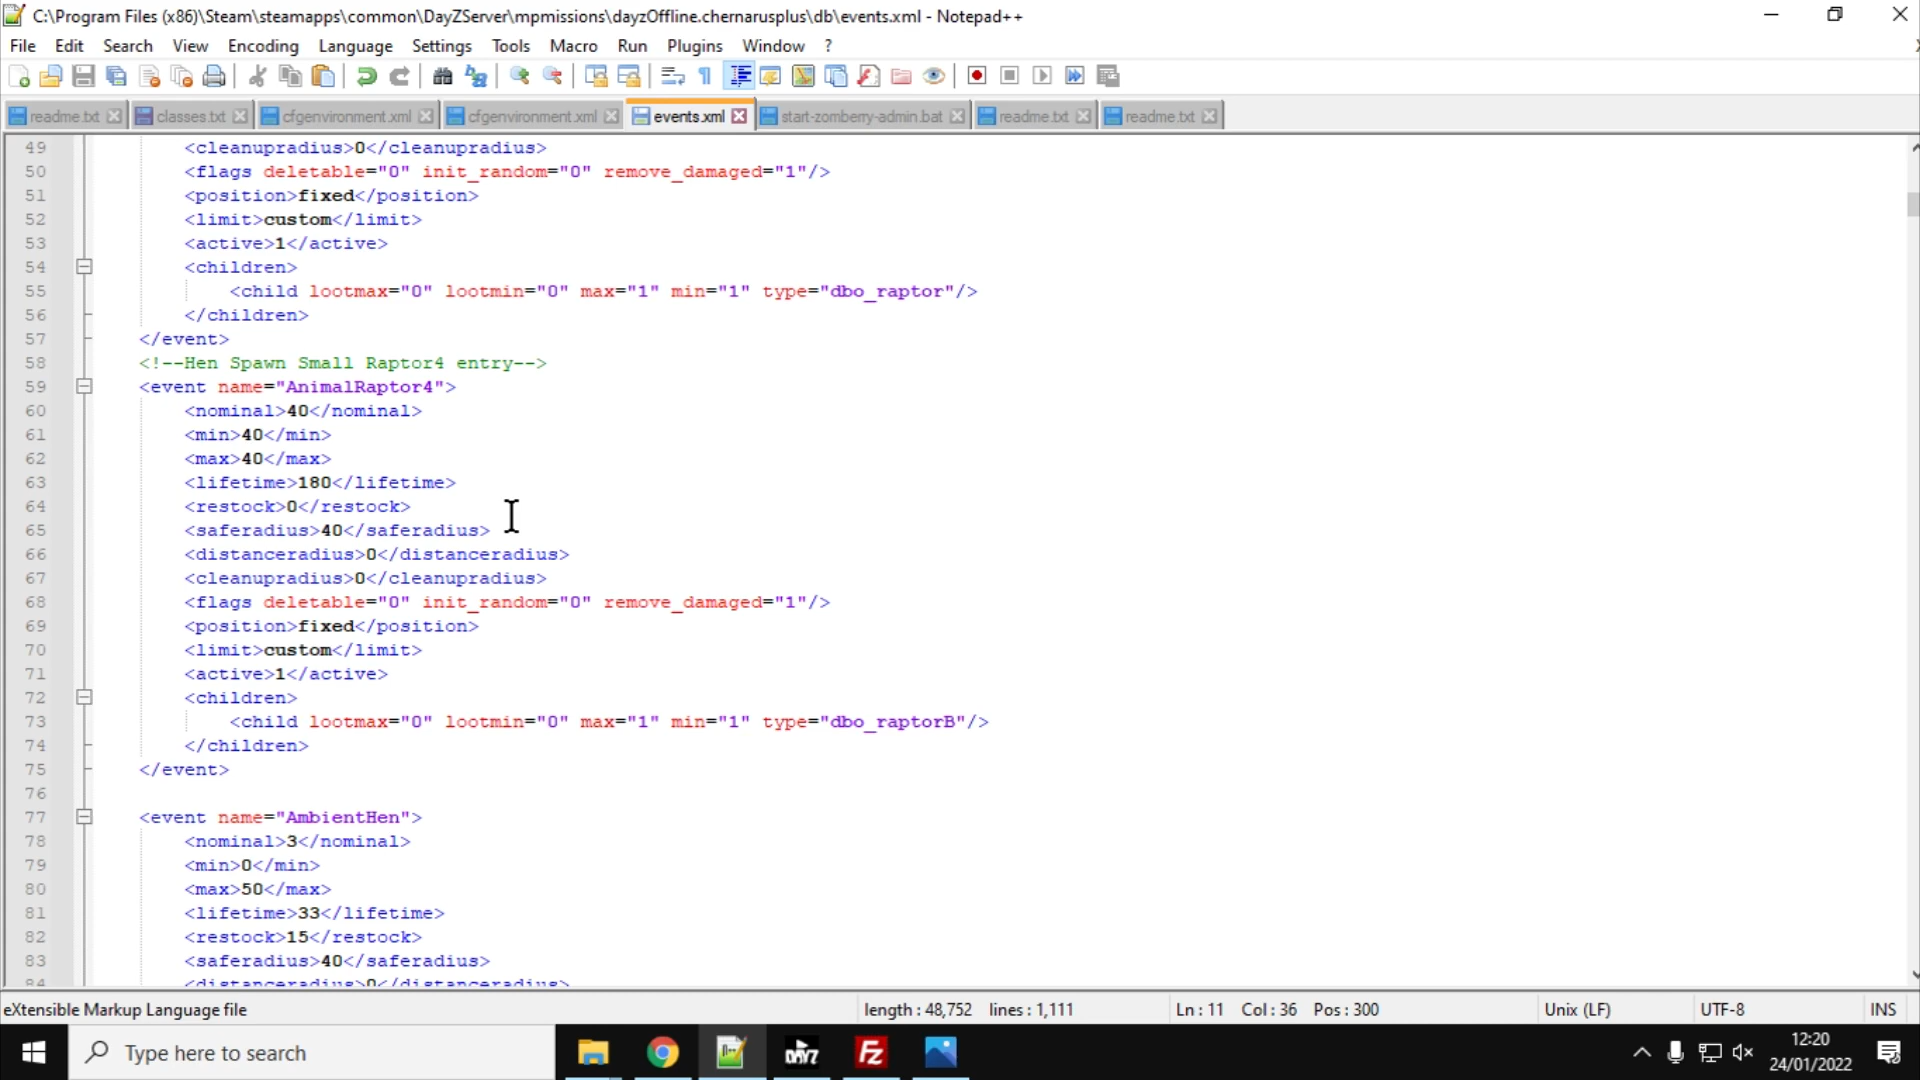 C:\Program Files (x86)\Steam\steamapps\common\DayZServer\mpmissions\dayzOffline.chernarusplus\db\events.xml - Notepad++
File Edit Search View Encoding Language Settings Tools Macro Run Plugins Window ?
readme.txt classes.txt cfgenvironment.xml cfgenvironment.xml events.xml start-zomberry-admin.bat readme.txt readme.txt
49 <cleanupradius>0</cleanupradius>
50 <flags deletable="0" init_random="0" remove_damaged="1"/>
51 <position>fixed</position>
52 <limit>custom</limit>
53 <active>1</active>
54 <children>
55 <child lootmax="0" lootmin="0" max="1" min="1" type="dbo_raptor"/>
56 </children>
57 </event>
58 <!--Hen Spawn Small Raptor4 entry-->
59 <event name="AnimalRaptor4">
60 <nominal>40</nominal>
61 <min>40</min>
62 <max>40</max>
63 <lifetime>180</lifetime>
64 <restock>0</restock>
65 <saferadius>40</saferadius>
66 <distanceradius>0</distanceradius>
67 <cleanupradius>0</cleanupradius>
68 <flags deletable="0" init_random="0" remove_damaged="1"/>
69 <position>fixed</position>
70 <limit>custom</limit>
71 <active>1</active>
72 <children>
73 <child lootmax="0" lootmin="0" max="1" min="1" type="dbo_raptorB"/>
74 </children>
75 </event>
76
77 <event name="AmbientHen">
78 <nominal>3</nominal>
79 <min>0</min>
80 <max>50</max>
81 <lifetime>33</lifetime>
82 <restock>15</restock>
83 <saferadius>40</saferadius>
84 <distanceradius>0</distanceradius>
eXtensible Markup Language file length : 48,752 lines : 1,111 Ln : 11 Col : 36 Pos : 300 Unix (LF) UTF-8 INS
Type here to search DAYZ Fz 12:20
24/01/2022